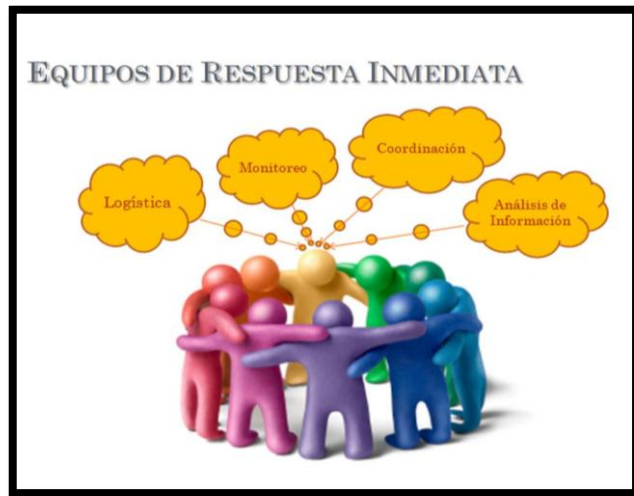 EQUIPOS DE RESPUESTA INMEDIATA
Logística
Monitoreo
Coordinación
Análisis de
Información